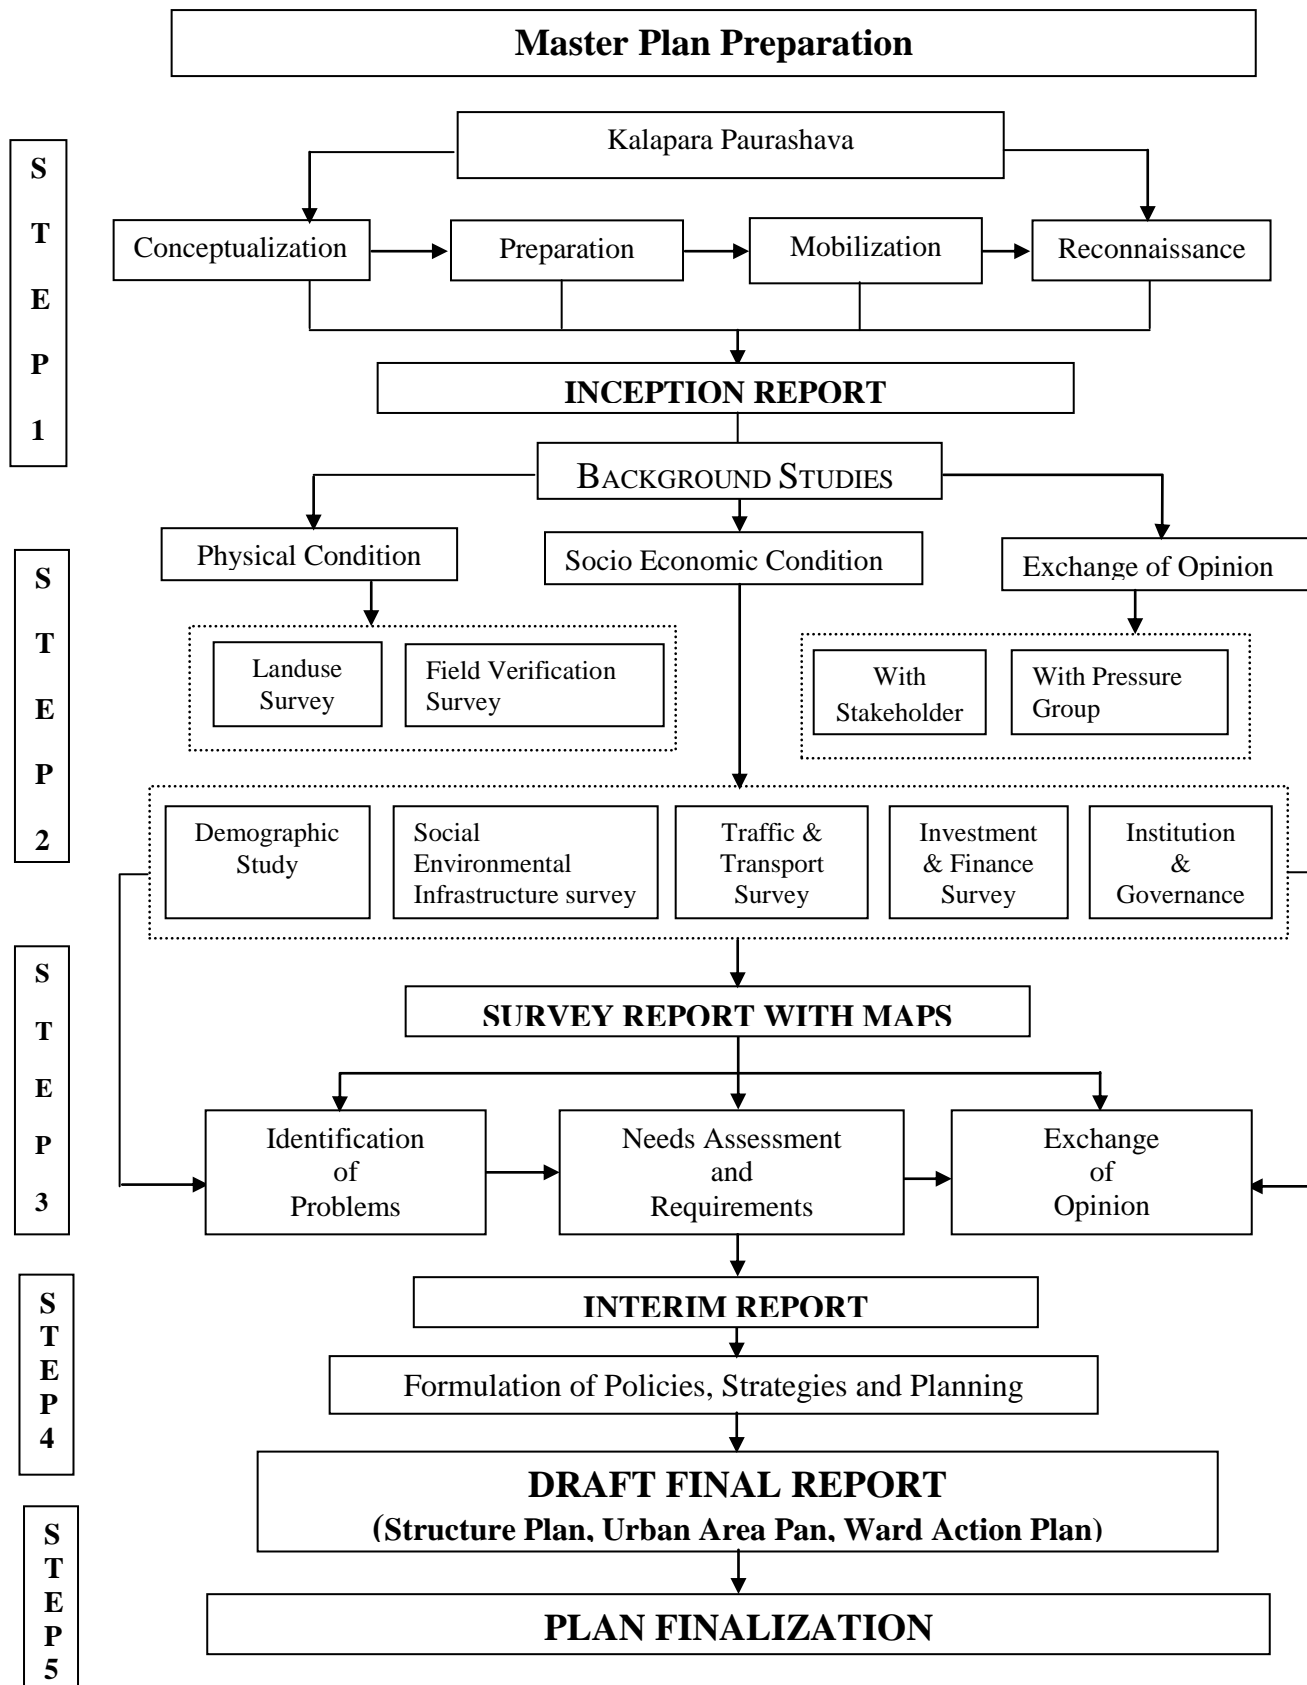 Master Plan Preparation
S
T
E
P
1
Kalapara Paurashava
Conceptualization
Preparation
Mobilization
Reconnaissance
INCEPTION REPORT
BACKGROUND STUDIES
S
T
E
P
2
Physical Condition
Socio Economic Condition
Exchange of Opinion
Landuse
Survey
Field Verification
Survey
With
Stakeholder
With Pressure
Group
Demographic
Study
Social
Environmental
Infrastructure survey
Traffic &
Transport
Survey
Investment
& Finance
Survey
Institution
&
Governance
S
T
E
P
3
SURVEY REPORT WITH MAPS
Identification
of
Problems
Needs Assessment
and
Requirements
Exchange
of
Opinion
S
T
E
P
4
INTERIM REPORT
Formulation of Policies, Strategies and Planning
DRAFT FINAL REPORT
(Structure Plan, Urban Area Pan, Ward Action Plan)
S
T
E
P
5
PLAN FINALIZATION